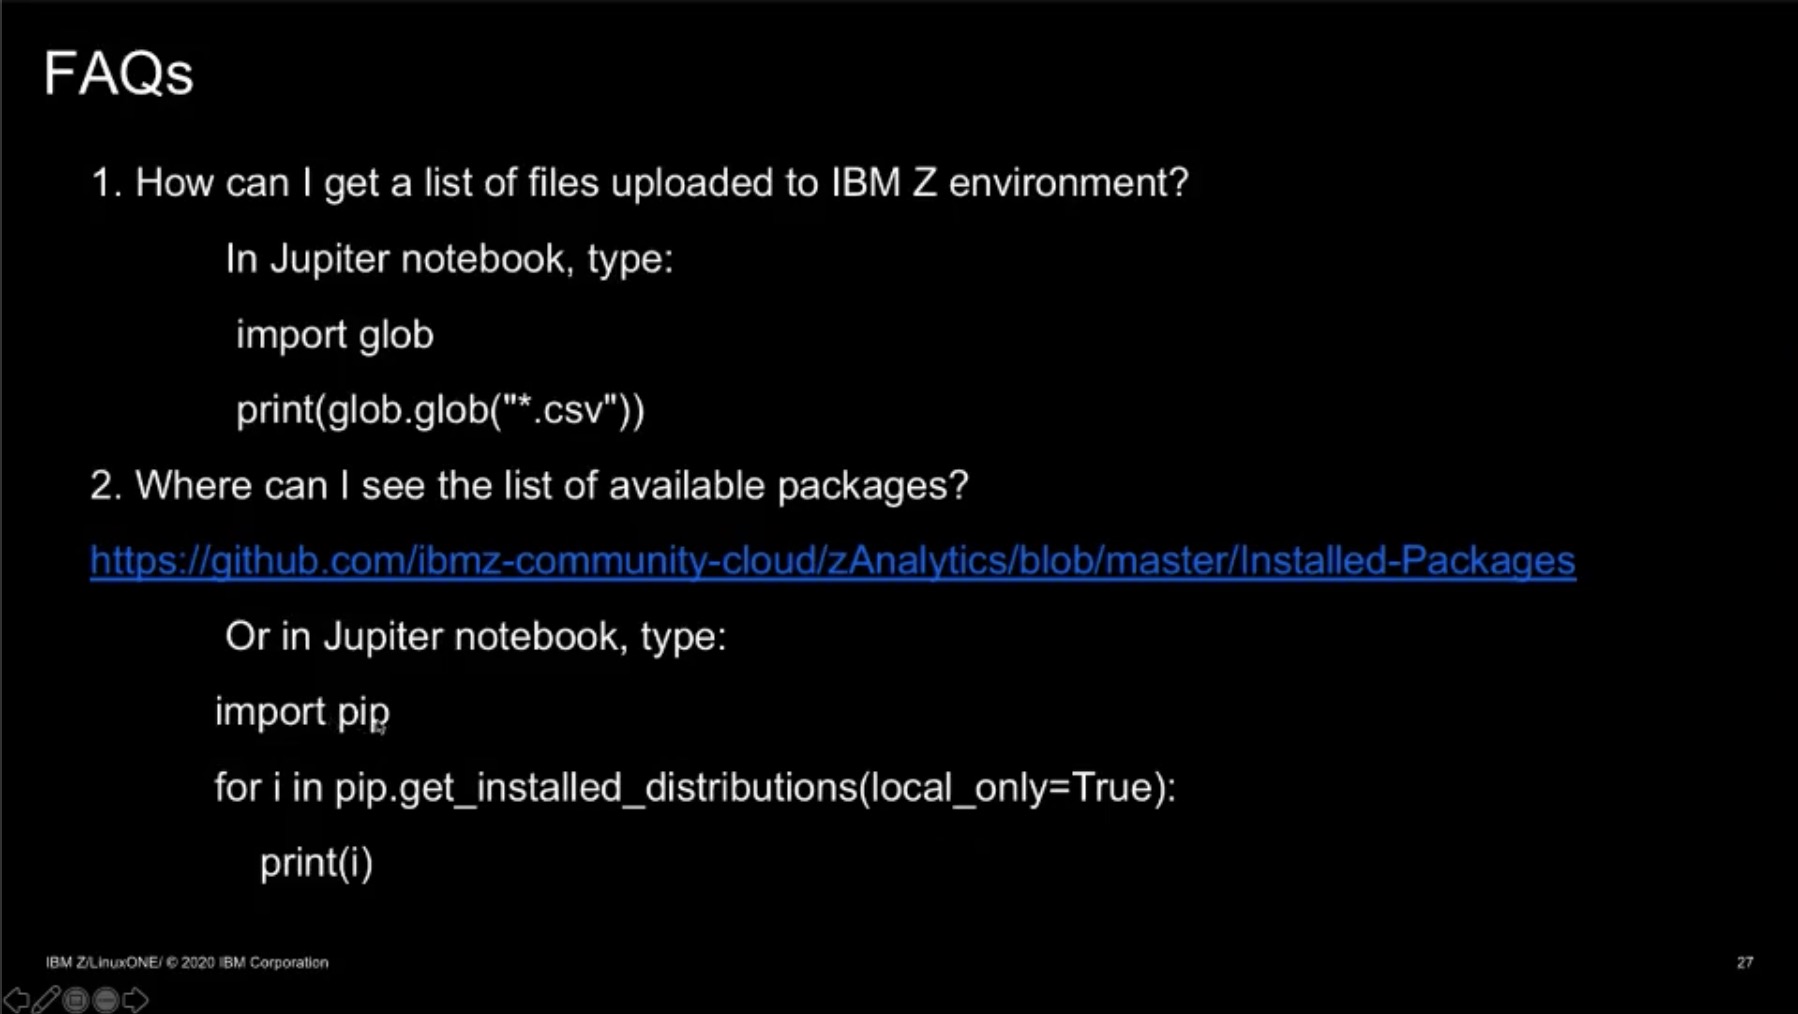 FAQs
1. How can I get a list of files uploaded to IBM Z environment?
In Jupiter notebook, type:
import glob
print(glob.glob("*.csv"))
2. Where can I see the list of available packages?
https://github.com/ibmz-community-cloud/zAnalytics/blob/master/Installed-Packages
Or in Jupiter notebook, type:
import pip
for i in pip.get_installed_distributions(local_only=True):
print(i)
IBM Z/LinuxONE/ © 2020 IBM Corporation
27